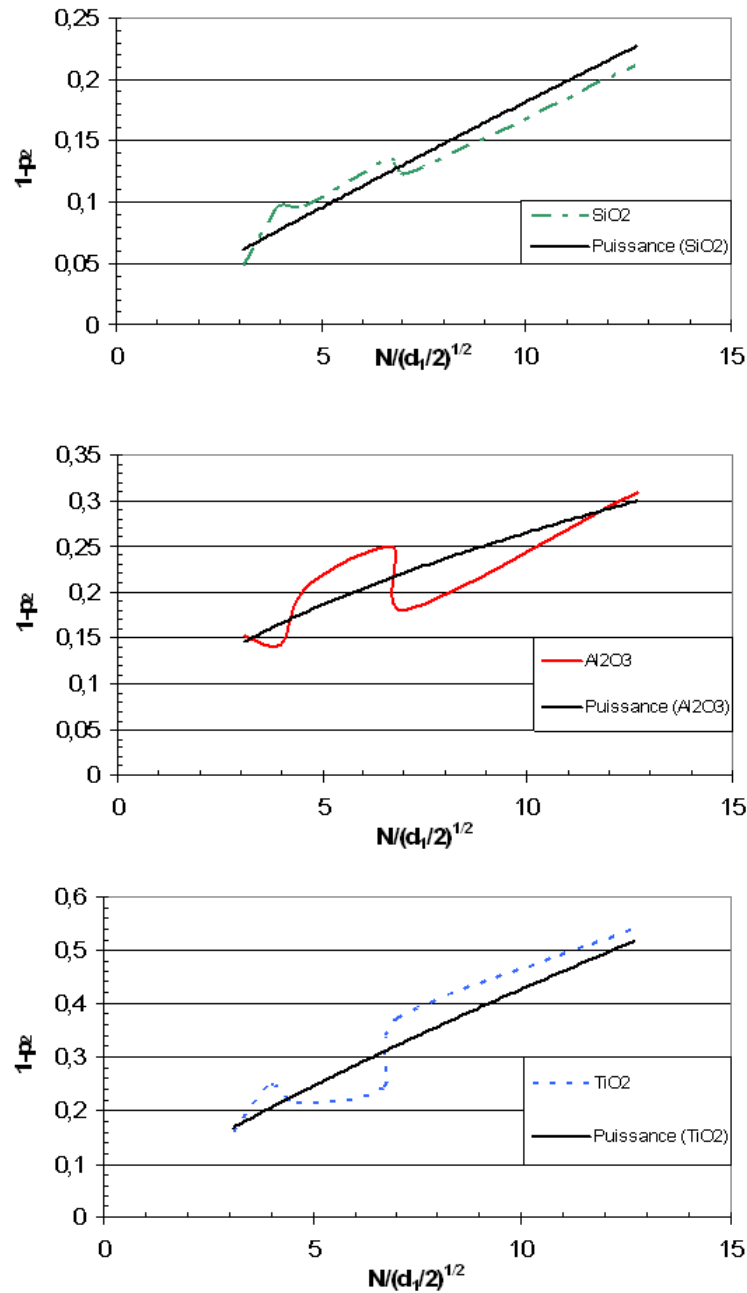 0,25
0,2
0,15
0,1
0,05
0
1-p₂
SiO2
Puissance (SiO2)
0 5 10 15
N/(d₁/2)^1/2
0,35
0,3
0,25
0,2
0,15
0,1
0,05
0
1-p₂
Al2O3
Puissance (Al2O3)
0 5 10 15
N/(d₁/2)^1/2
0,6
0,5
0,4
0,3
0,2
0,1
0
1-p₂
TiO2
Puissance (TiO2)
0 5 10 15
N/(d₁/2)^1/2